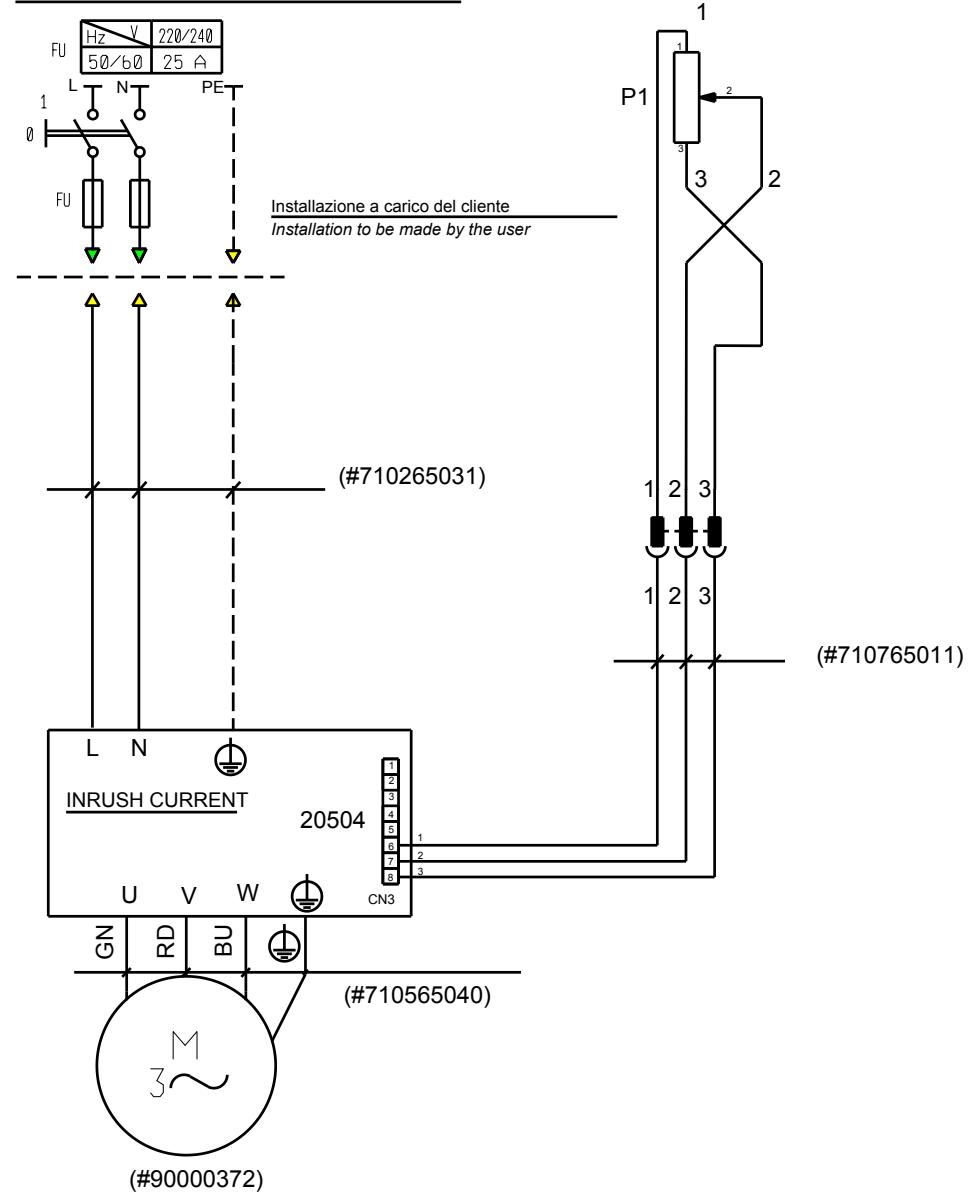 FU
Hz V 220/240
50/60 25 A
L N PE
1
0
FU
Installazione a carico del cliente
Installation to be made by the user
1
1
P1
2
3
3 2
(#710265031)
1 2 3
1 2 3
(#710765011)
L N
INRUSH CURRENT
20504
1
2
3
4
5
6
7
8
CN3
1
2
3
U V W
GN RD BU
(#710565040)
M
3~
(#90000372)